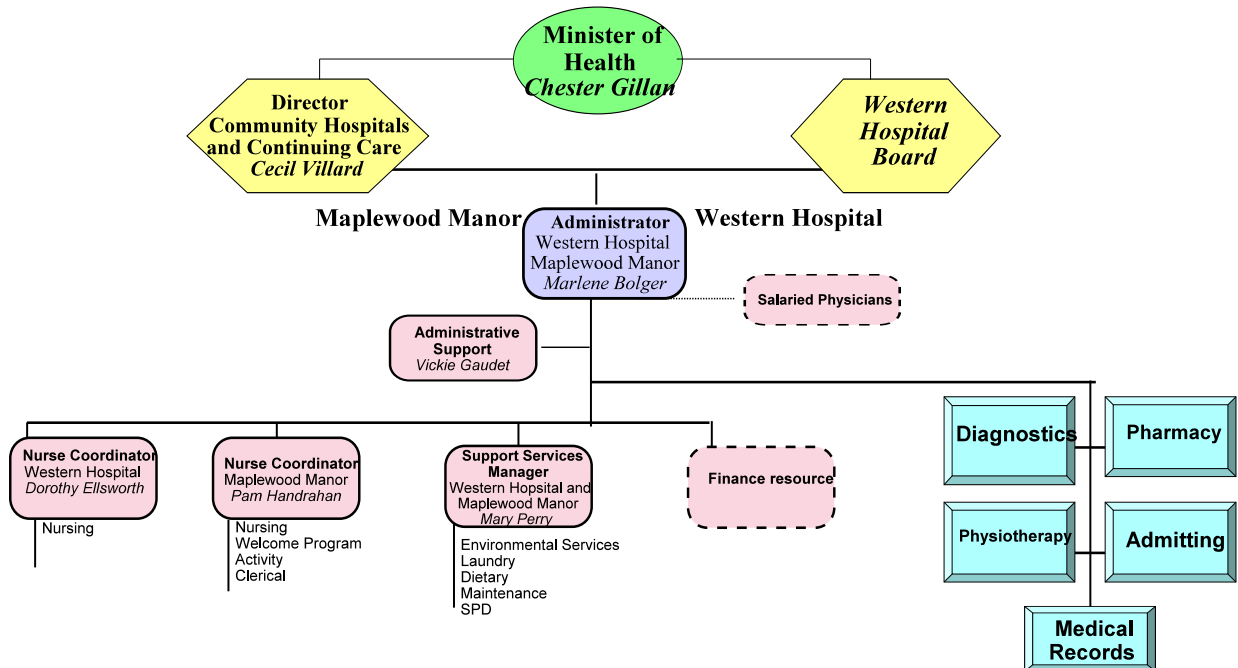 Minister of
Health
Chester Gillan
Director
Community Hospitals
and Continuing Care
Cecil Villard
Western
Hospital
Board
Maplewood Manor
Western Hospital
Administrator
Western Hospital
Maplewood Manor
Marlene Bolger
Salaried Physicians
Administrative
Support
Vickie Gaudet
Nurse Coordinator
Western Hospital
Dorothy Ellsworth
Nursing
Nurse Coordinator
Maplewood Manor
Pam Handrahan
Nursing
Welcome Program
Activity
Clerical
Support Services
Manager
Western Hopsital and
Maplewood Manor
Mary Perry
Environmental Services
Laundry
Dietary
Maintenance
SPD
Finance resource
Diagnostics
Pharmacy
Physiotherapy
Admitting
Medical
Records